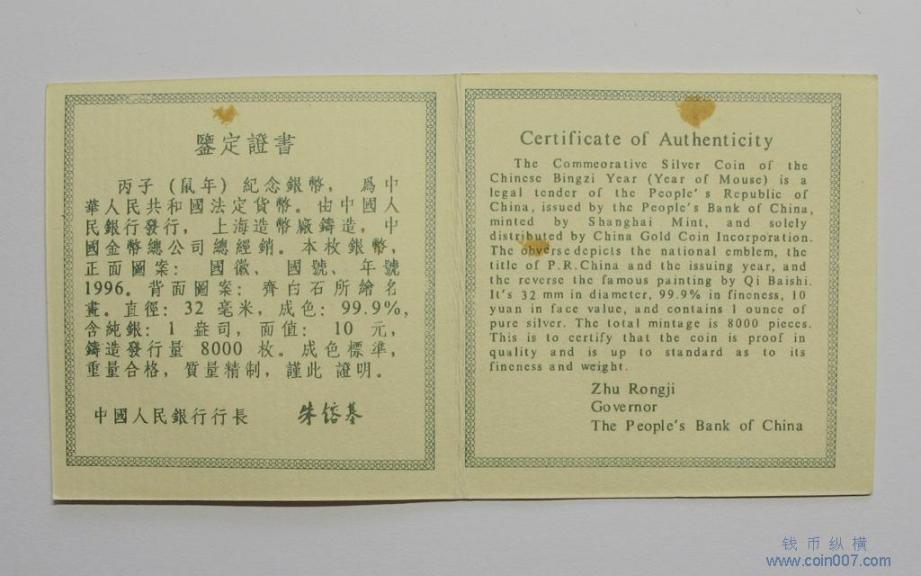 鑒定證書
丙子（鼠年）紀念銀幣，爲中
華人民共和國法定貨幣。由中國人
民銀行發行，上海造幣廠鑄造，中
國金幣總公司總經銷。本枚銀幣，
正面圖案：國徽、國號、年號
1996。背面圖案：齊白石所繪名
畫。直徑：32 毫米，成色：99.9%，
含純銀：1 盎司，面值：10 元，
鑄造發行量 8000 枚。成色標準，
重量合格，質量精制，謹此 證明。
中國人民銀行行長 朱鎔基
Certificate of Authenticity
The Commeorative Silver Coin of the
Chinese Bingzi Year (Year of Mouse) is a
legal tender of the People's Republic of
China, issued by the People's Bank of China,
minted by Shanghai Mint, and solely
distributed by China Gold Coin Incorporation.
The obverse depicts the national emblem, the
title of P.R.China and the issuing year, and
the reverse the famous painting by Qi Baishi.
It's 32 mm in diameter, 99.9% in fineness, 10
yuan in face value, and contains 1 ounce of
pure silver. The total mintage is 8000 pieces.
This is to certify that the coin is proof in
quality and is up to standard as to its
fineness and weight.
Zhu Rongji
Governor
The People's Bank of China
钱币纵横
www.coin007.com